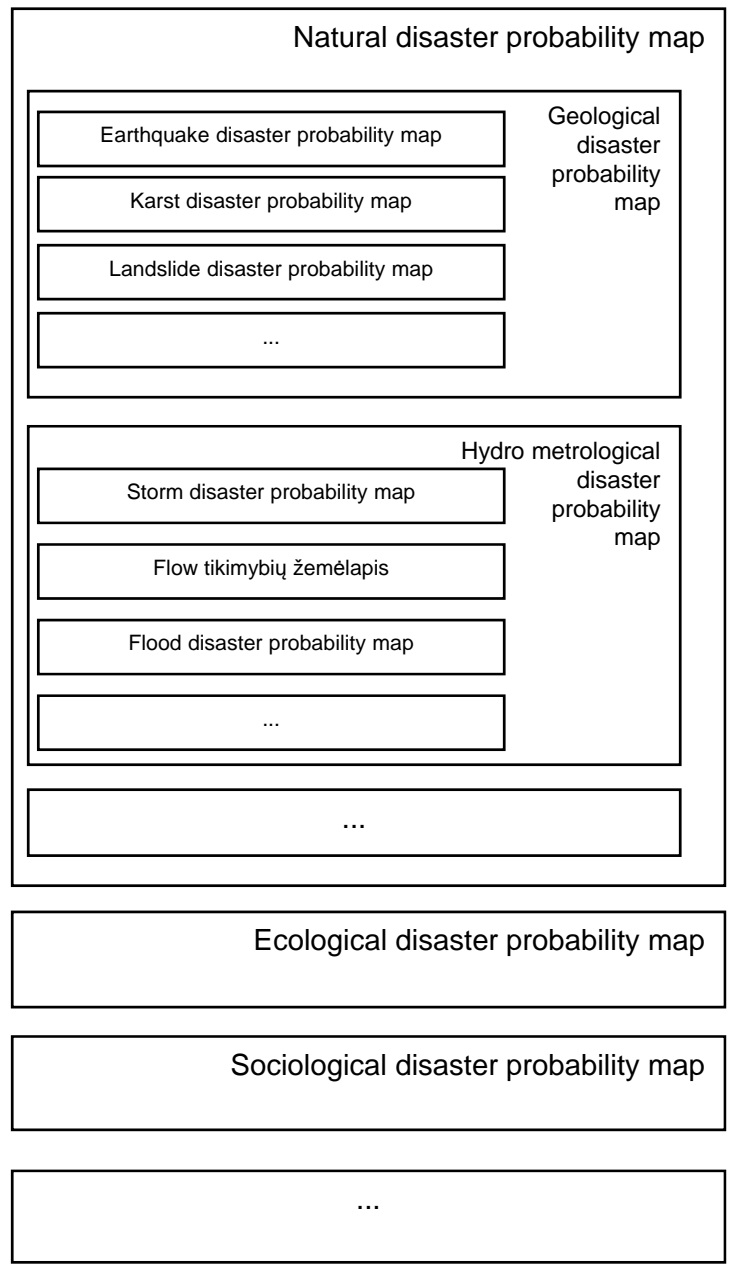 Natural disaster probability map
Geological
disaster
probability
map
Earthquake disaster probability map
Karst disaster probability map
Landslide disaster probability map
...
Hydro metrological
disaster
probability
map
Storm disaster probability map
Flow tikimybių žemėlapis
Flood disaster probability map
...
...
Ecological disaster probability map
Sociological disaster probability map
...